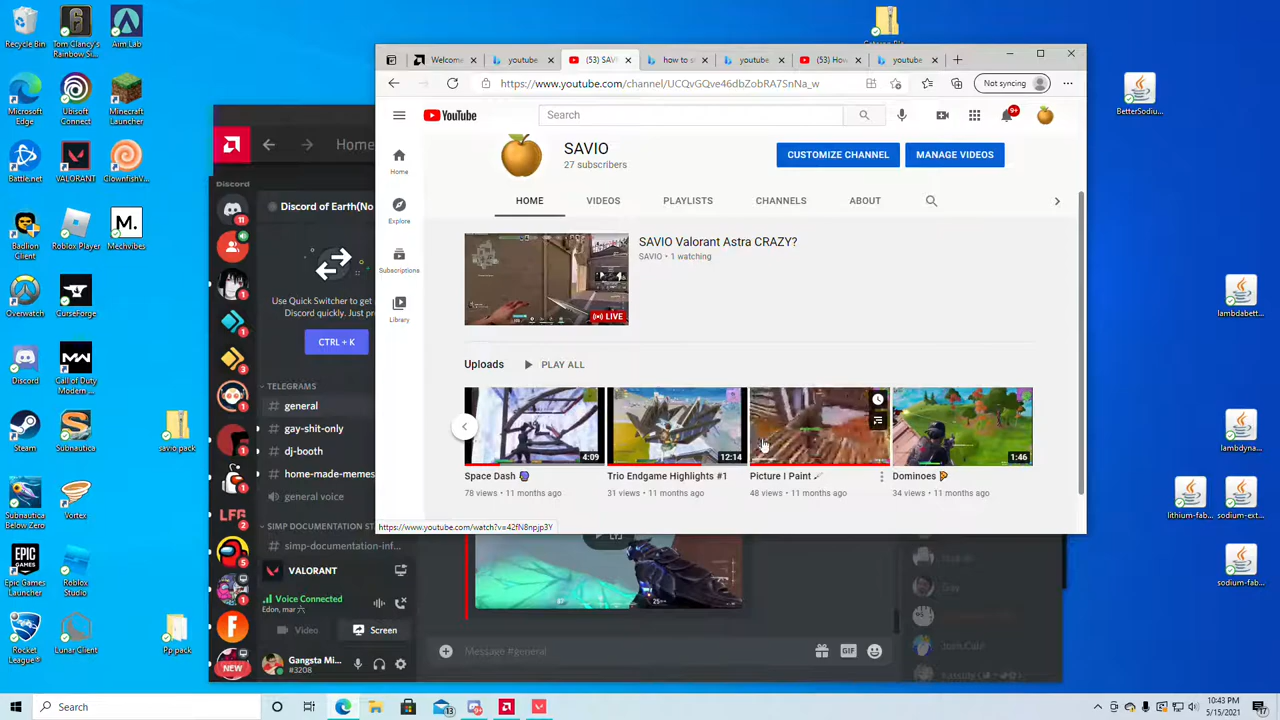 Recycle Bin
Tom Clancy's
Rainbow Si...
Aim Lab
Microsoft
Edge
Ubisoft
Connect
Minecraft
Launcher
Battle.net
VALORANT
ClownfishV...
Badlion
Client
Roblox Player
Mechvibes
M.
Overwatch
CurseForge
Discord
Call of Duty
Modern ...
Steam
Subnautica
savio pack
Subnautica
Below Zero
Vortex
Epic Games
Launcher
EPIC
GAMES
Roblox
Studio
Rocket
League®
Lunar Client
Pp pack
BetterSodiu...
lambdabett...
lambdyna...
lithium-fab...
sodium-ext...
sodium-fab...
Welcome
youtube
(53) SAVI
how to s
youtube
(53) How
youtube
https://www.youtube.com/channel/UCQvGQve46dbZobRA7SnNa_w
Not syncing
YouTube
Search
9+
Home
Explore
Subscriptions
Library
SAVIO
27 subscribers
CUSTOMIZE CHANNEL
MANAGE VIDEOS
HOME
VIDEOS
PLAYLISTS
CHANNELS
ABOUT
SAVIO Valorant Astra CRAZY?
SAVIO • 1 watching
LIVE
Uploads
PLAY ALL
4:09
12:14
1:46
Space Dash
78 views • 11 months ago
Trio Endgame Highlights #1
31 views • 11 months ago
Picture I Paint
48 views • 11 months ago
Dominoes
34 views • 11 months ago
https://www.youtube.com/watch?v=42fN8npjp3Y
Home
Discord
Discord of Earth(No
Use Quick Switcher to get
Discord quickly. Just pre
CTRL + K
TELEGRAMS
general
gay-shit-only
dj-booth
home-made-memes
general voice
SIMP DOCUMENTATION ST
simp-documentation-inf...
VALORANT
Voice Connected
Edon, mar 六
Video
Screen
Gangsta Mi...
#3208
LFG
NEW
Message #general
GIF
Search
10:43 PM
5/15/2021